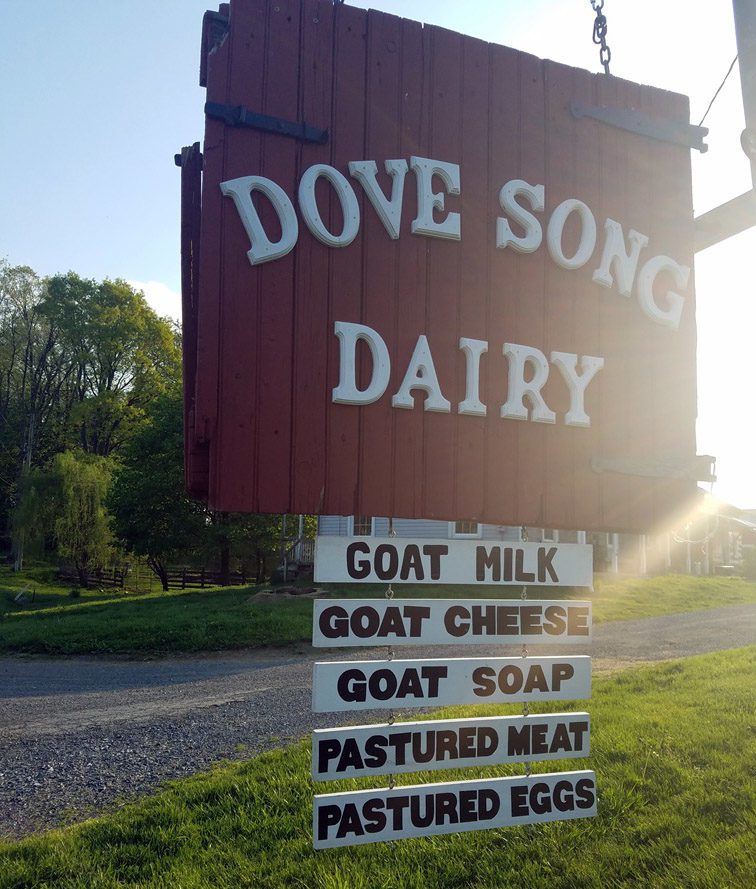 DOVE SONG
DAIRY
GOAT MILK
GOAT CHEESE
GOAT SOAP
PASTURED MEAT
PASTURED EGGS